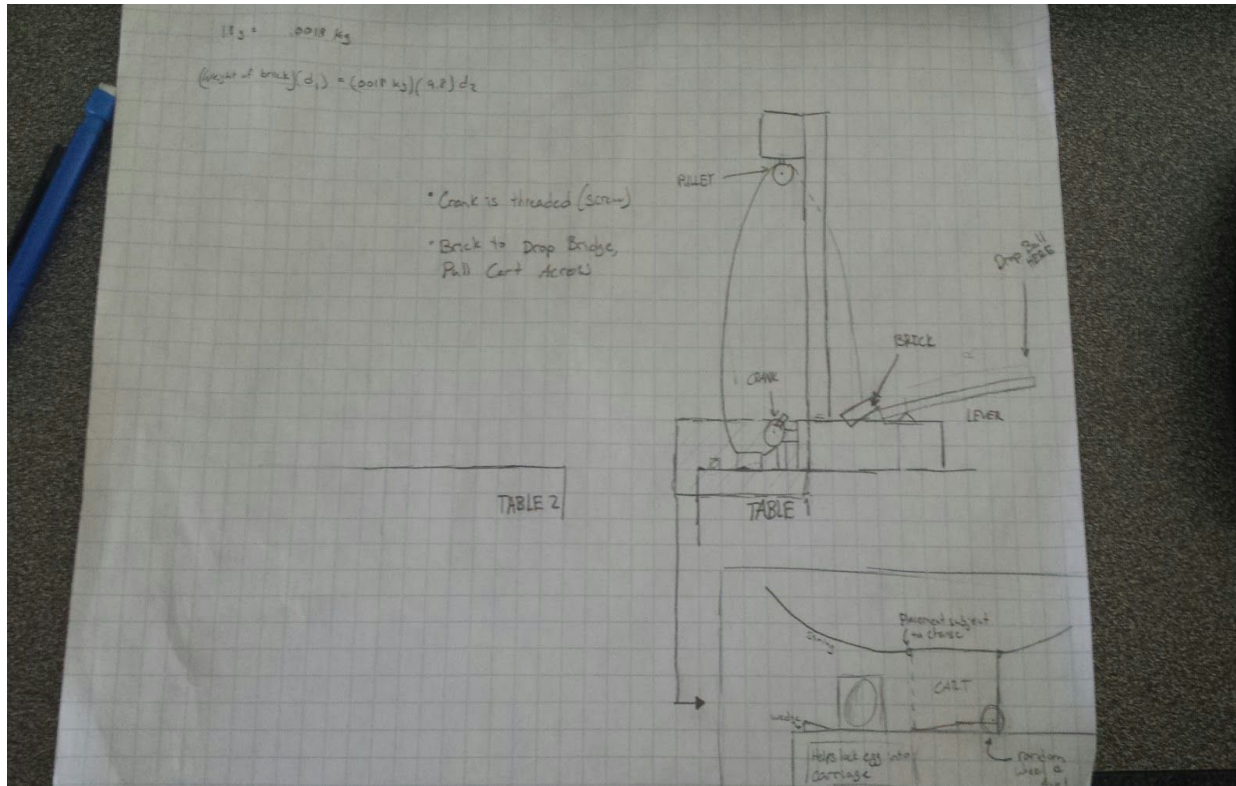 .0018 kg
(Weight of brick)(d₁) = (.0018 kg)(9.8) d₂
• Crank is threaded (Screw)
• Brick to Drop Bridge,
Pull Cart Across
PULLEY
Drop Ball
HERE
BRICK
CRANK
LEVER
TABLE 2
TABLE 1
Placement subject
to change
String
CART
wedge
Helps lock egg into
carriage
random
wheel